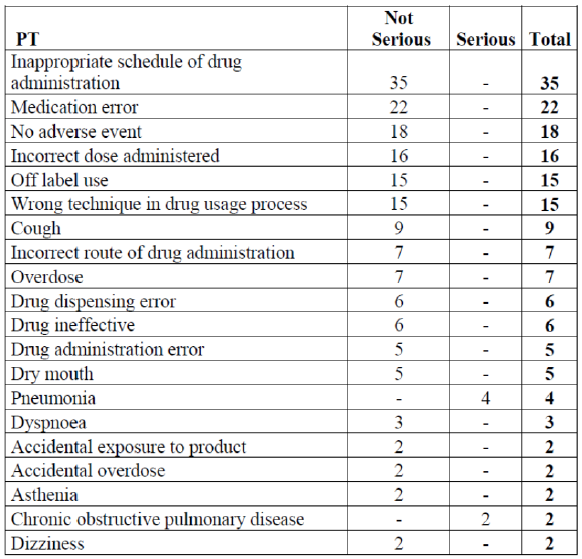 PT Not Serious Serious Total
Inappropriate schedule of drug
administration 35 - 35
Medication error 22 - 22
No adverse event 18 - 18
Incorrect dose administered 16 - 16
Off label use 15 - 15
Wrong technique in drug usage process 15 - 15
Cough 9 - 9
Incorrect route of drug administration 7 - 7
Overdose 7 - 7
Drug dispensing error 6 - 6
Drug ineffective 6 - 6
Drug administration error 5 - 5
Dry mouth 5 - 5
Pneumonia - 4 4
Dyspnoea 3 - 3
Accidental exposure to product 2 - 2
Accidental overdose 2 - 2
Asthenia 2 - 2
Chronic obstructive pulmonary disease - 2 2
Dizziness 2 - 2